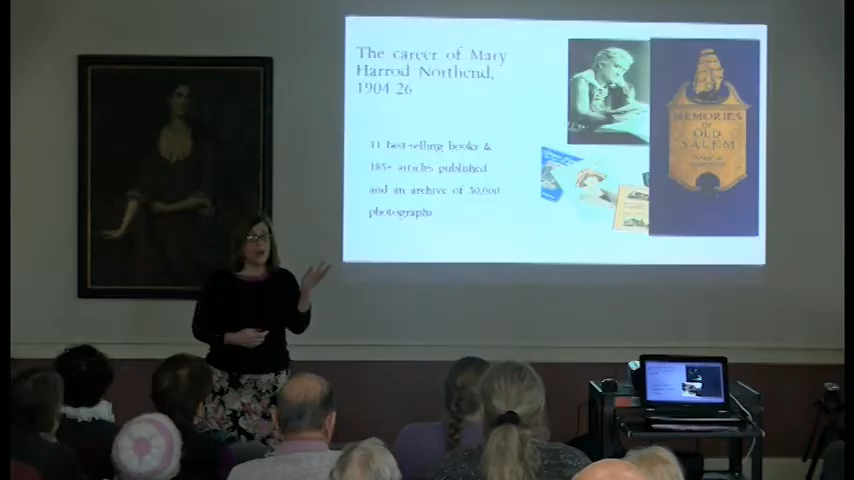 The career of Mary
Harrod Northend,
1904-26
11 best-selling books &
185+ articles published
and an archive of 30,000
photographs
MEMORIES
OF
OLD
SALEM